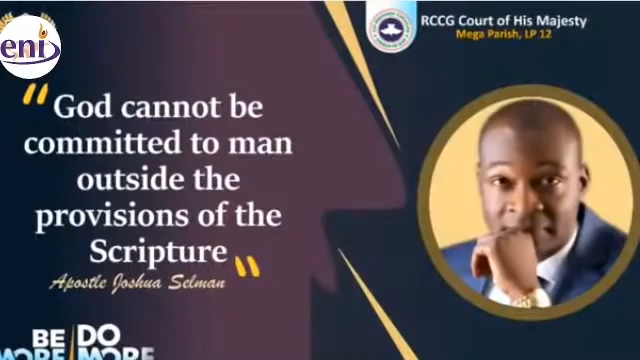 eni
RCCG Court of His Majesty
Mega Parish, LP 12
“God cannot be
committed to man
outside the
provisions of the
Scripture”
Apostle Joshua Selman
BE DO
MORE MORE